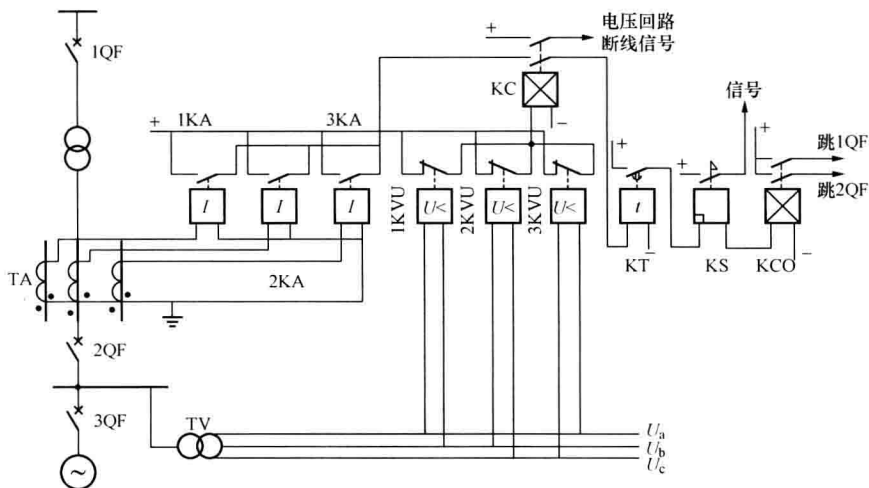 电压回路
断线信号
+
1QF
KC
信号
1KA
3KA
+
−
+
+
+
跳1QF
跳2QF
I
I
I
1KVU
U<
2KVU
U<
3KVU
U<
t
−
−
KT
KS
KCO
TA
2KA
2QF
3QF
TV
Ua
Ub
Uc
~